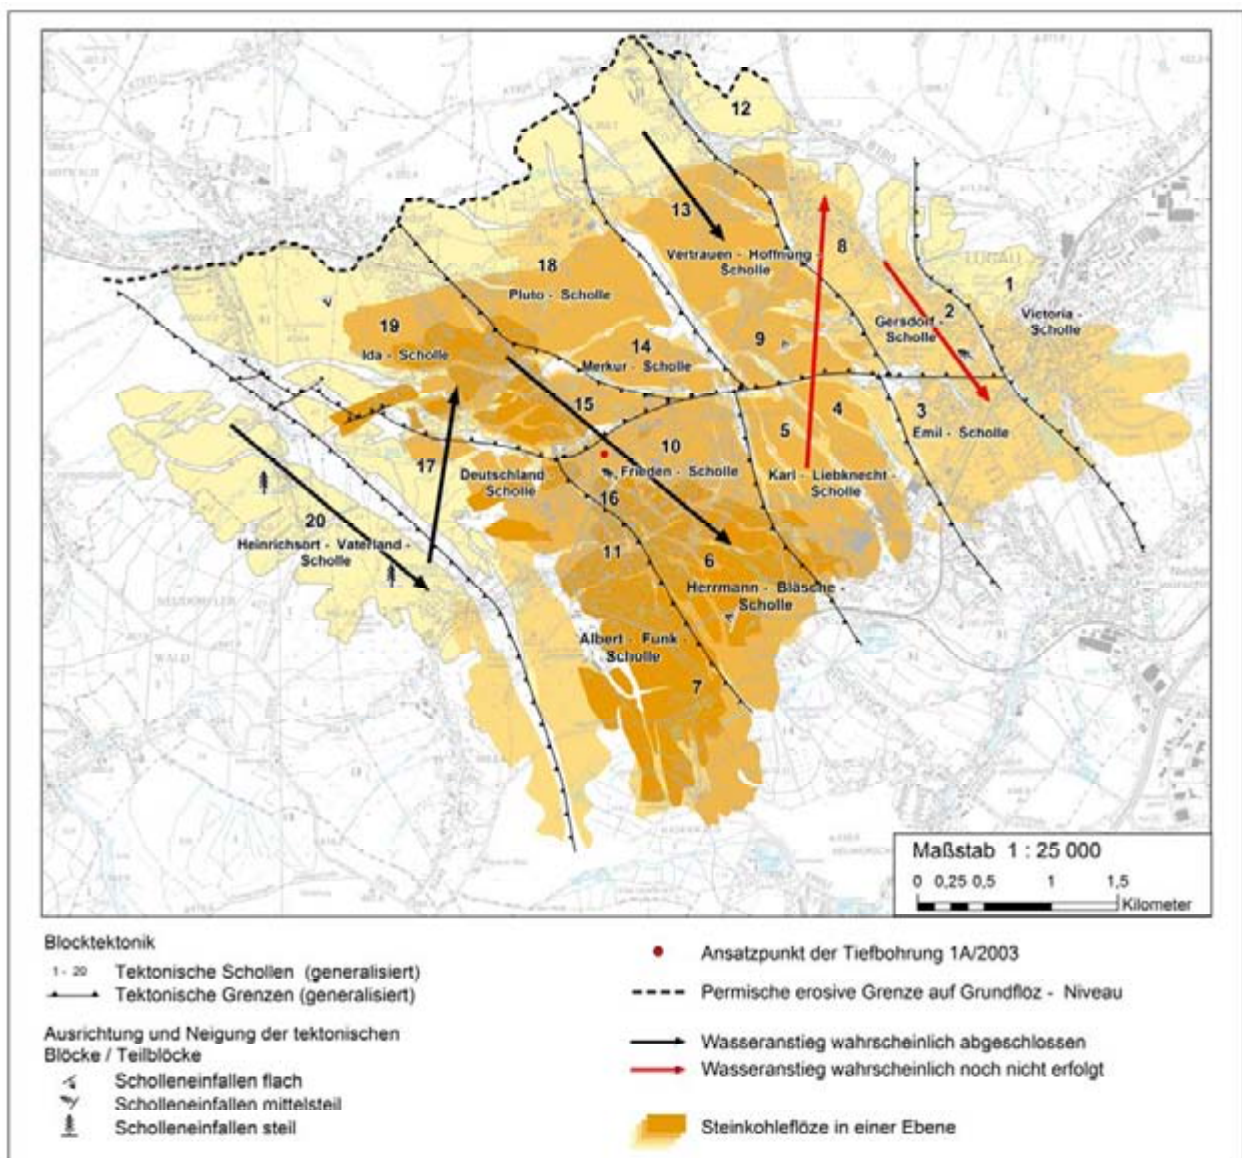 12
13
Vertrauen - Hoffnung -
Scholle
8
18
Pluto - Scholle
1
2
Victoria -
Scholle
Gersdorf -
Scholle
19
Ida - Scholle
9
14
Merkur - Scholle
15
4
3
Emil - Scholle
5
10
Frieden - Scholle
17
Deutschland -
Scholle
Karl - Liebknecht -
Scholle
16
20
Heinrichsort - Vaterland -
Scholle
11
6
Herrmann - Bläsche -
Scholle
Albert - Funk -
Scholle
7
WALD
Maßstab 1 : 25 000
0 0,25 0,5 1 1,5
Kilometer
Blocktektonik
1 - 20 Tektonische Schollen (generalisiert)
Tektonische Grenzen (generalisiert)
Ausrichtung und Neigung der tektonischen
Blöcke / Teilblöcke
Scholleneinfallen flach
Scholleneinfallen mittelsteil
Scholleneinfallen steil
Ansatzpunkt der Tiefbohrung 1A/2003
Permische erosive Grenze auf Grundflöz - Niveau
Wasseranstieg wahrscheinlich abgeschlossen
Wasseranstieg wahrscheinlich noch nicht erfolgt
Steinkohleflöze in einer Ebene